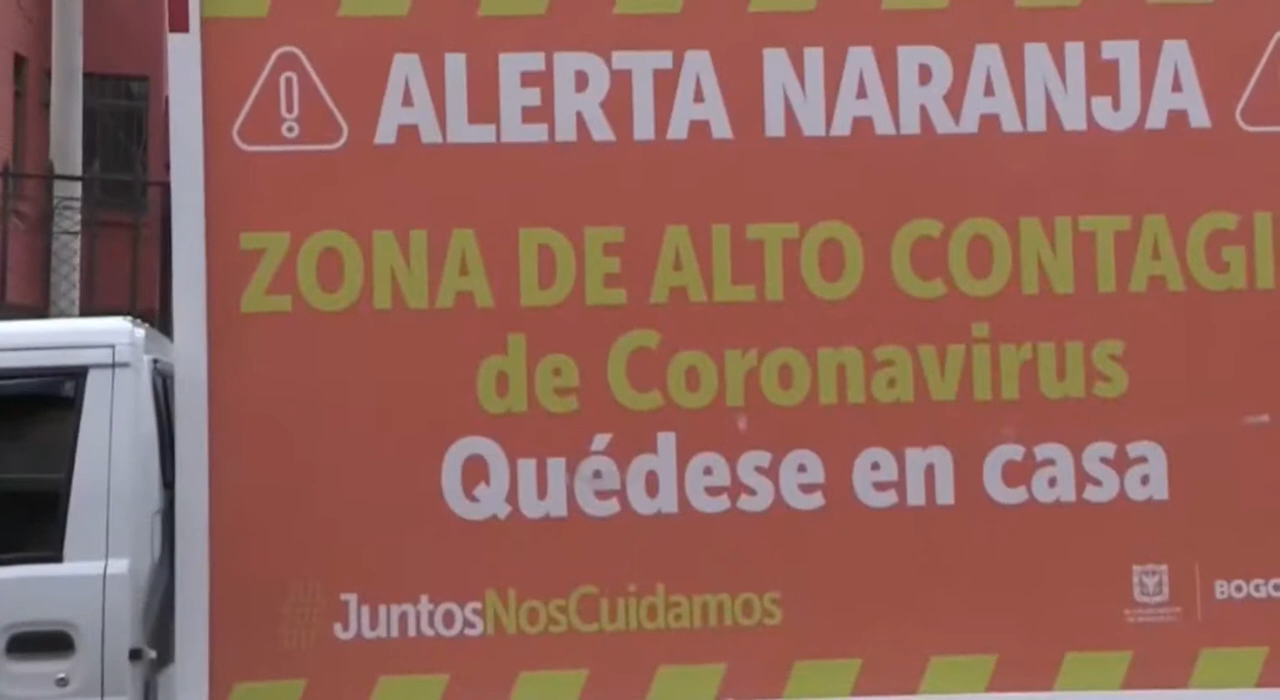 ALERTA NARANJA
ZONA DE ALTO CONTAGI
de Coronavirus
Quédese en casa
#JuntosNosCuidamos
BOGO